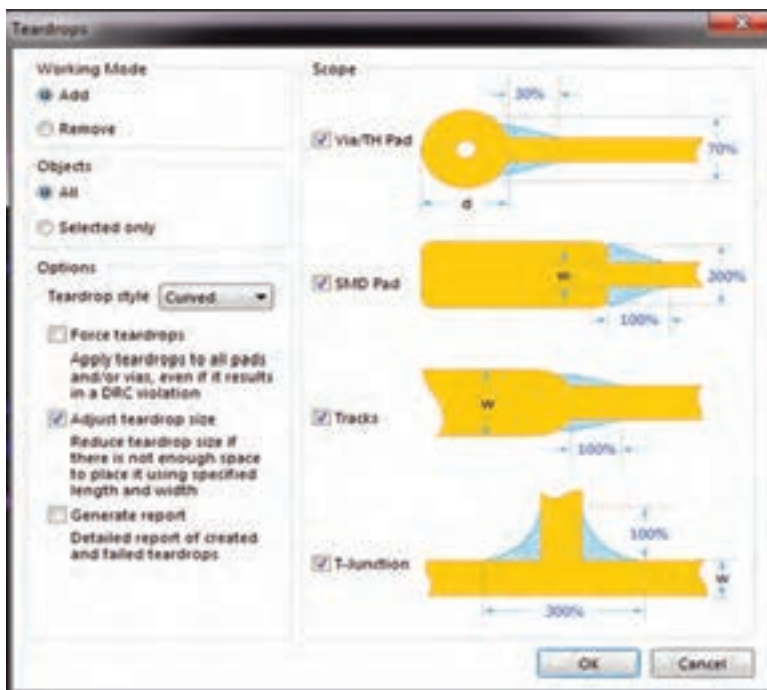 Teardrops
Working Mode
Add
Remove
Objects
All
Selected only
Options
Teardrop style Curved
Force teardrops
Apply teardrops to all pads
and/or vias, even if it results
in a DRC violation
Adjust teardrop size
Reduce teardrop size if
there is not enough space
to place it using specified
length and width
Generate report
Detailed report of created
and failed teardrops
Scope
Via/TH Pad
30%
70%
d
SMD Pad
200%
100%
Tracks
w
100%
T-Junction
100%
w
300%
OK
Cancel